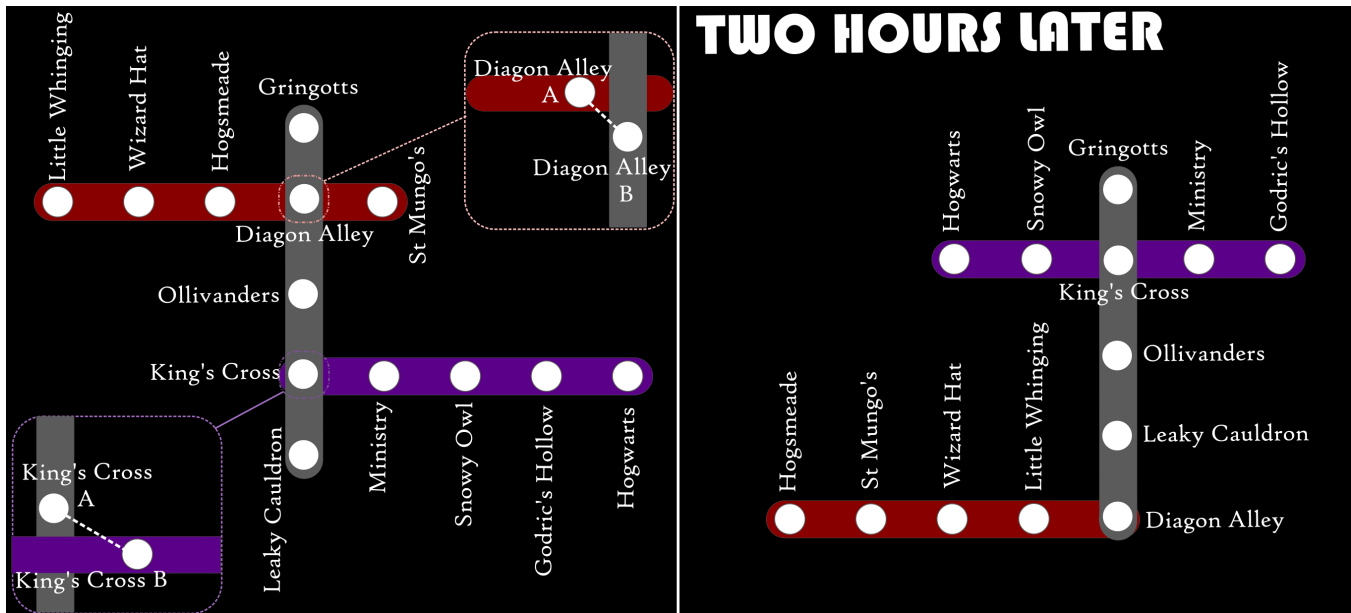 Little Whinging
Wizard Hat
Hogsmeade
Gringotts
Diagon Alley
St Mungo's
Diagon Alley
A
Diagon Alley
B
Ollivanders
King's Cross
Leaky Cauldron
Ministry
Snowy Owl
Godric's Hollow
Hogwarts
King's Cross
A
King's Cross B
TWO HOURS LATER
Hogwarts
Snowy Owl
Gringotts
Ministry
Godric's Hollow
King's Cross
Ollivanders
Leaky Cauldron
Diagon Alley
Hogsmeade
St Mungo's
Wizard Hat
Little Whinging